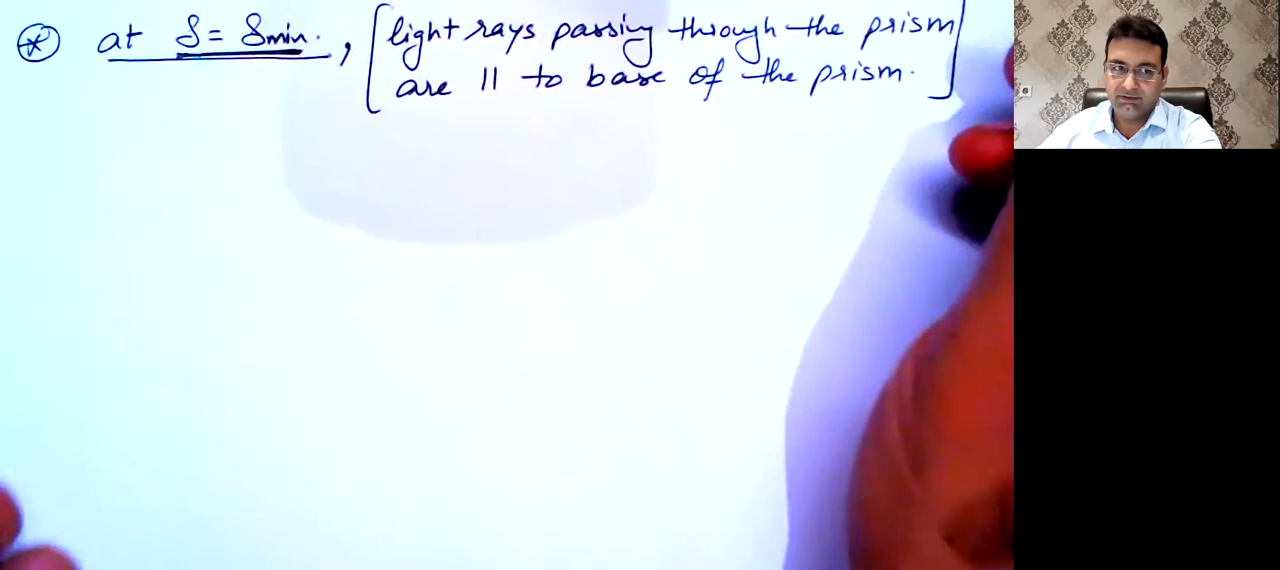 ⊛ at δ = δmin. , [light rays passing through the prism
are || to base of the prism.]